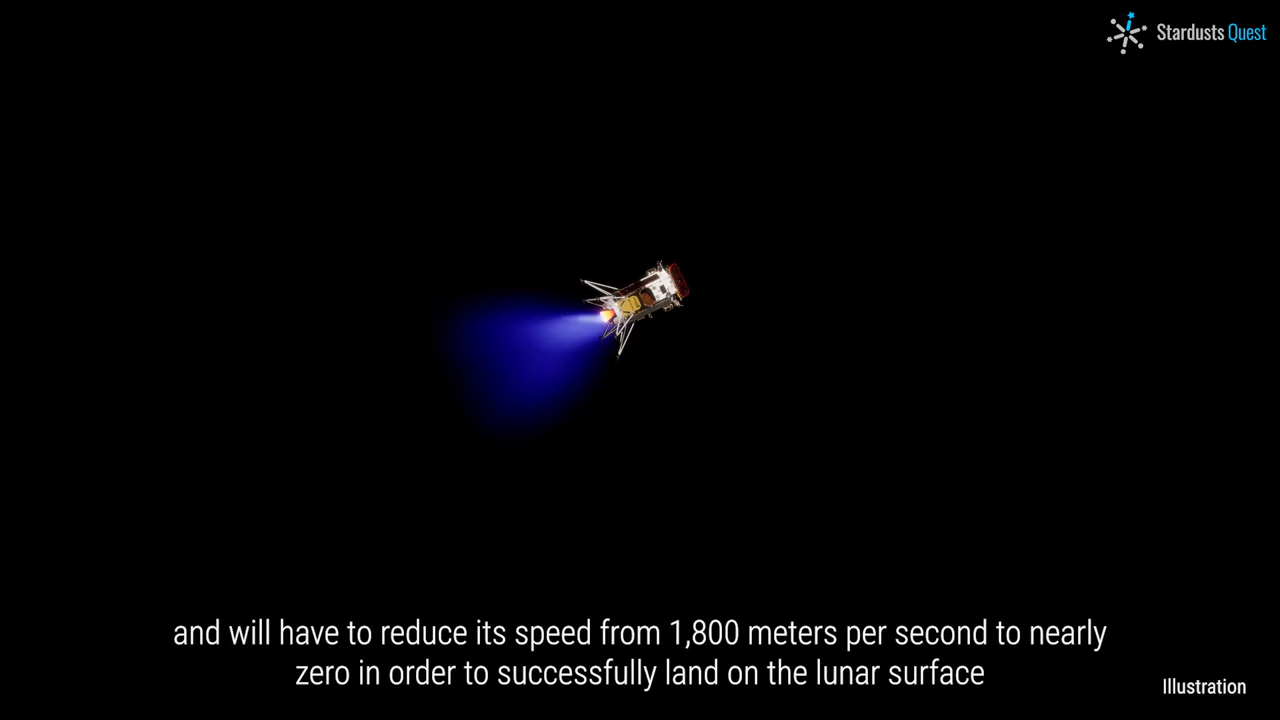 Stardusts Quest
and will have to reduce its speed from 1,800 meters per second to nearly
zero in order to successfully land on the lunar surface
Illustration